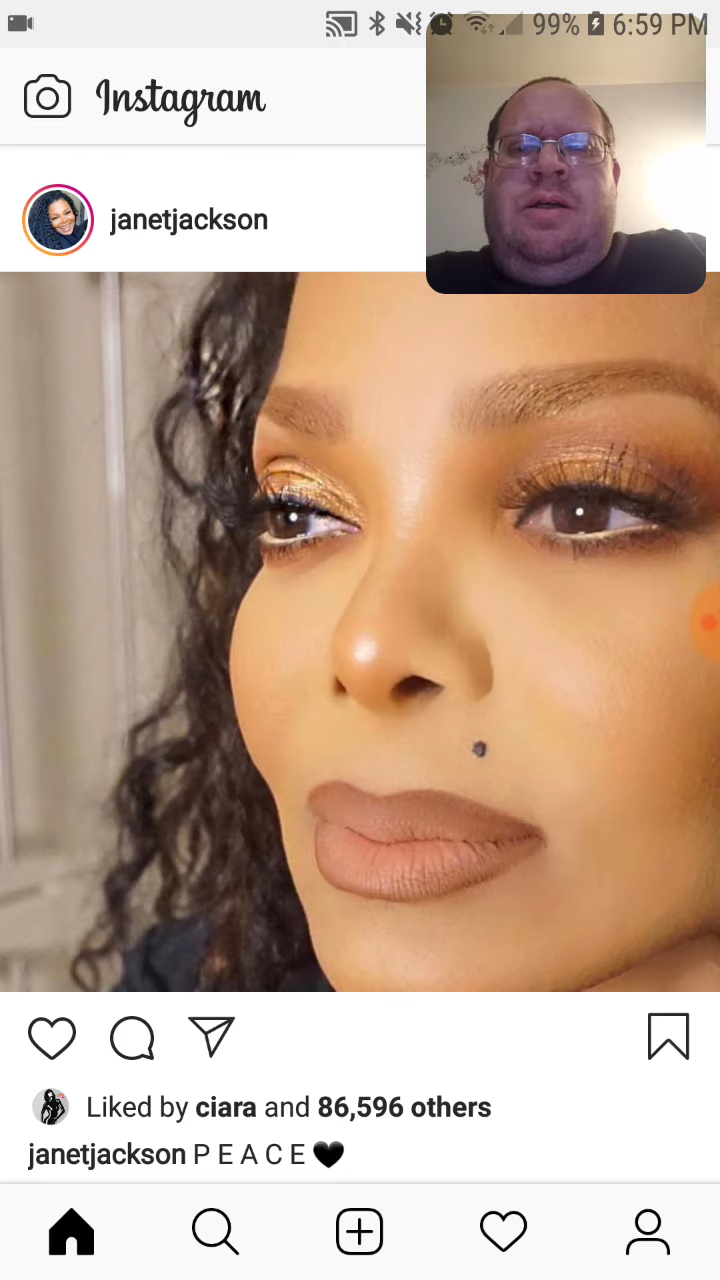 99% 6:59 PM
Instagram
janetjackson
Liked by ciara and 86,596 others
janetjackson P E A C E 🖤